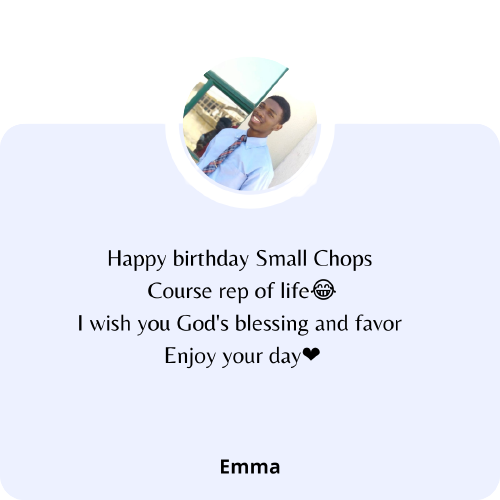 Happy birthday Small Chops
Course rep of life😂
I wish you God's blessing and favor
Enjoy your day❤
Emma